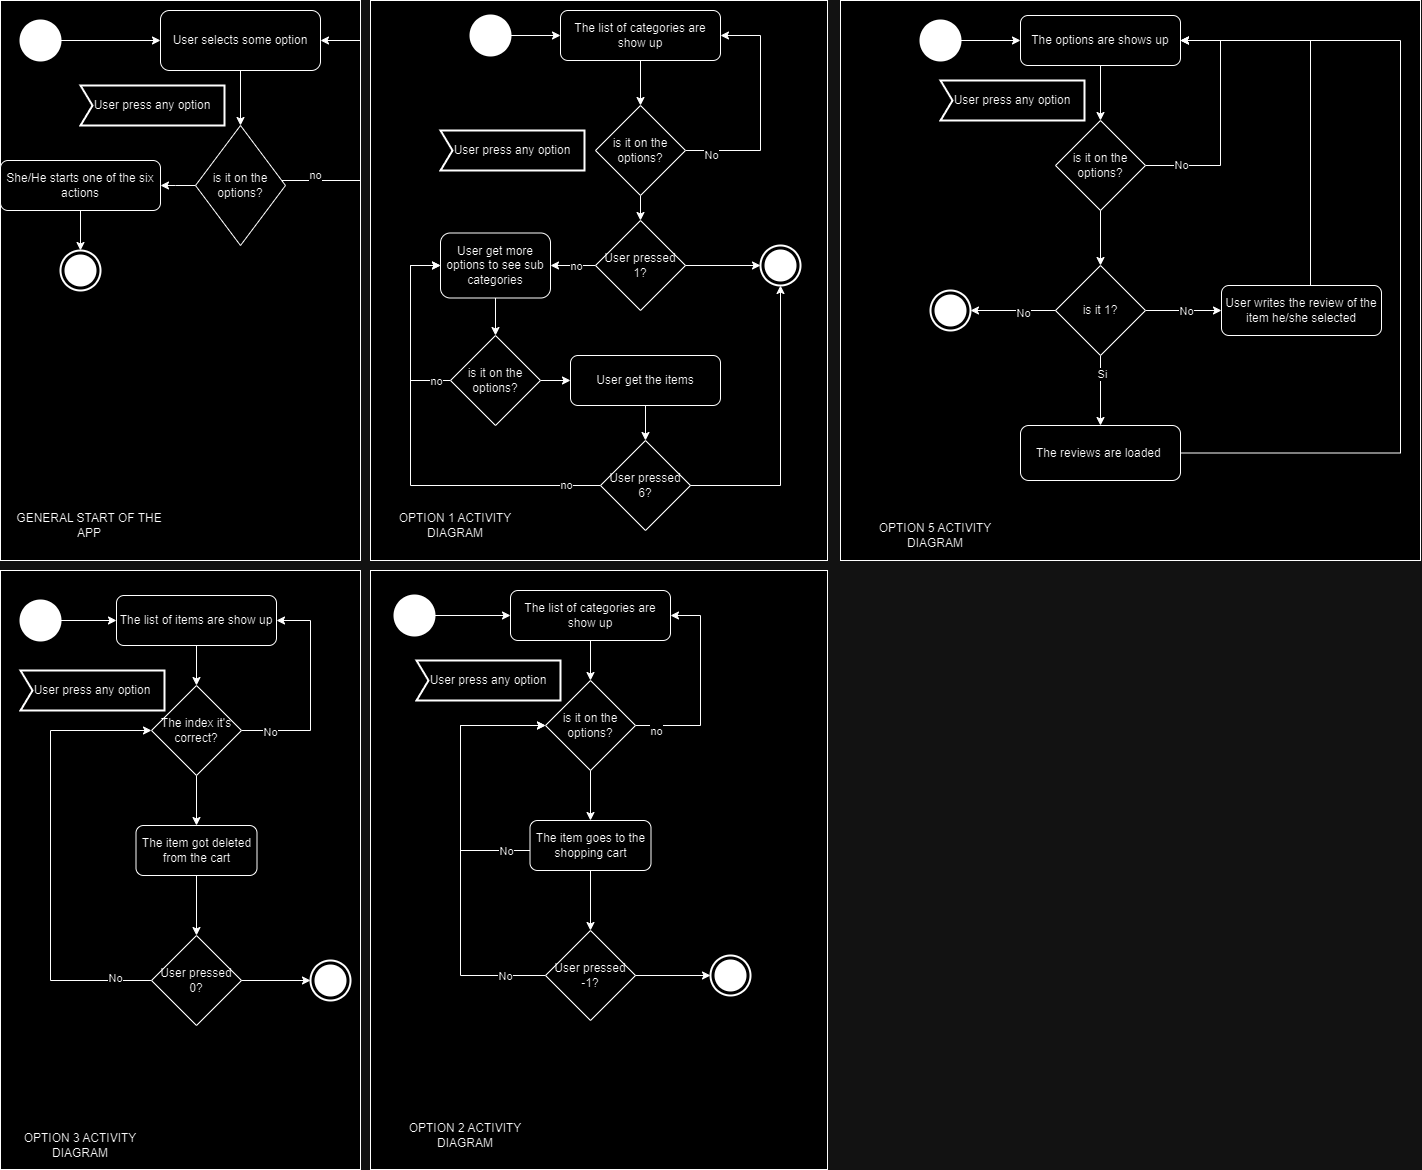 User selects some option
User press any option
is it on the
options?
no
She/He starts one of the six
actions
GENERAL START OF THE
APP
The list of categories are
show up
User press any option
is it on the
options?
No
User pressed
1?
no
User get more
options to see sub
categories
is it on the
options?
no
User get the items
User pressed
6?
no
OPTION 1 ACTIVITY
DIAGRAM
The options are shows up
User press any option
is it on the
options?
No
is it 1?
No
No
User writes the review of the
item he/she selected
Si
The reviews are loaded
OPTION 5 ACTIVITY
DIAGRAM
The list of items are show up
User press any option
The index it's
correct?
No
The item got deleted
from the cart
User pressed
0?
No
OPTION 3 ACTIVITY
DIAGRAM
The list of categories are
show up
User press any option
is it on the
options?
no
The item goes to the
shopping cart
No
User pressed
-1?
No
OPTION 2 ACTIVITY
DIAGRAM